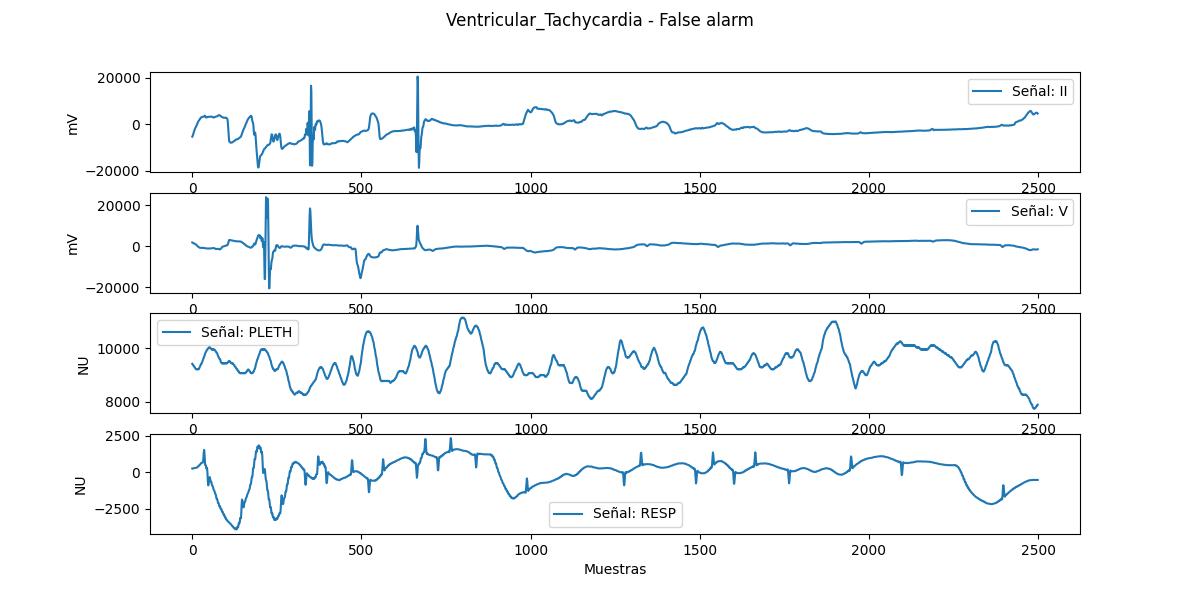 Ventricular_Tachycardia - False alarm
20000
0
−20000
mV
Señal: II
0 500 1000 1500 2000 2500
20000
0
−20000
mV
Señal: V
0 500 1000 1500 2000 2500
10000
8000
NU
Señal: PLETH
0 500 1000 1500 2000 2500
2500
0
−2500
NU
Señal: RESP
0 500 1000 1500 2000 2500
Muestras